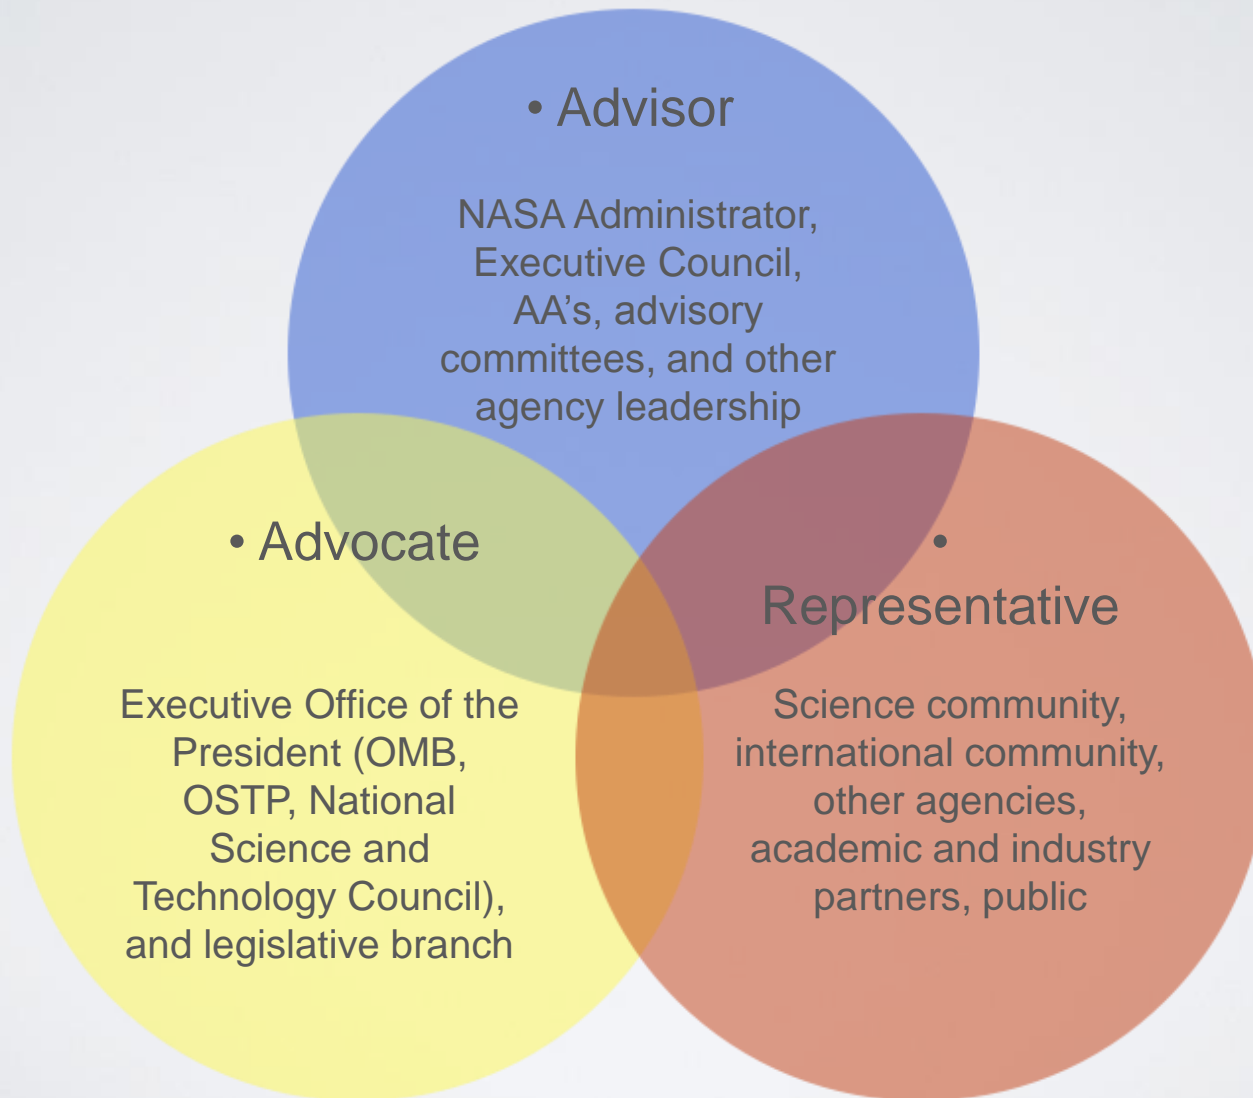 • Advisor
NASA Administrator,
Executive Council,
AA’s, advisory
committees, and other
agency leadership
• Advocate
Executive Office of the
President (OMB,
OSTP, National
Science and
Technology Council),
and legislative branch
•
Representative
Science community,
international community,
other agencies,
academic and industry
partners, public